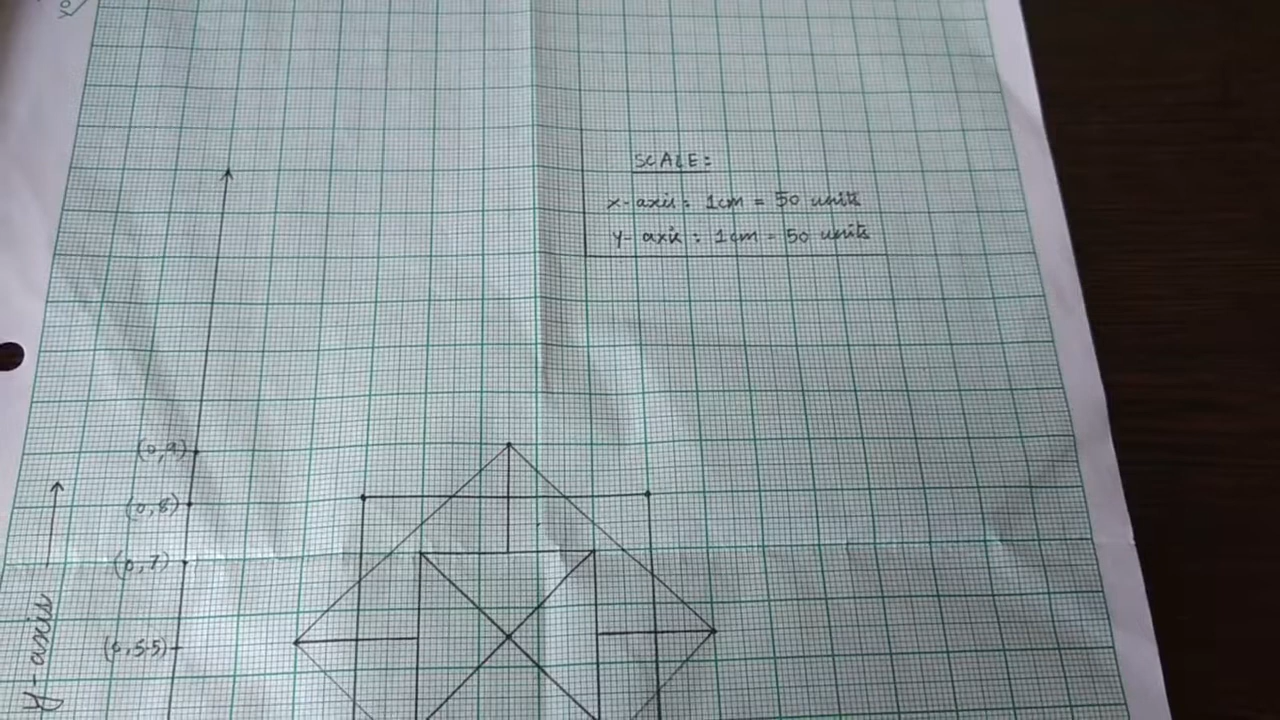 SCALE:
x-axis: 1cm = 50 units
y-axis: 1cm = 50 units
(0,9)
(0,8)
(0,7)
(0,5.5)
y-axis